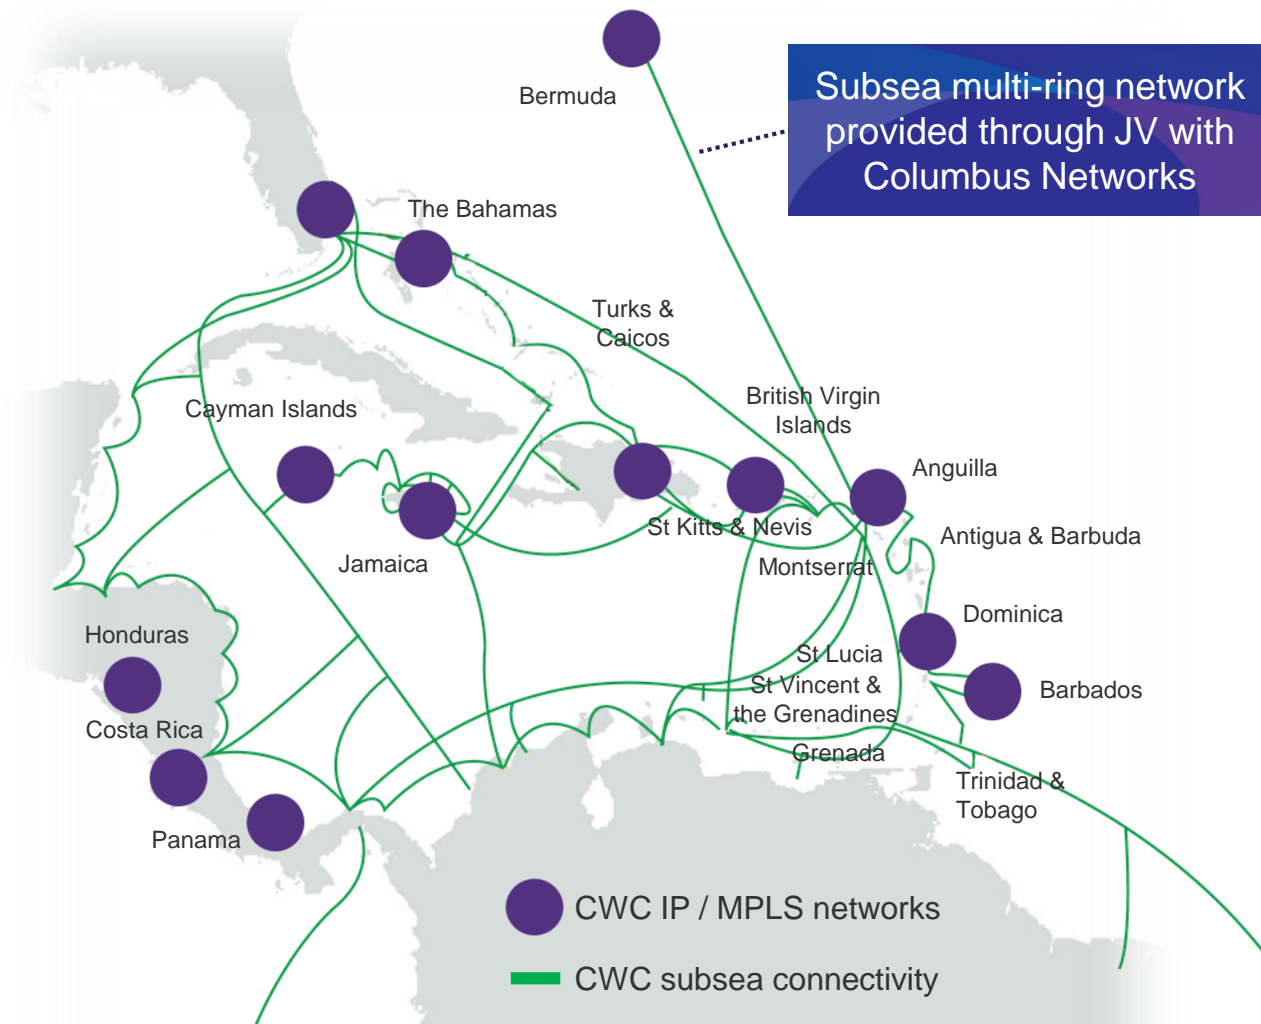 Bermuda
Subsea multi-ring network
provided through JV with
Columbus Networks
The Bahamas
Turks &
Caicos
British Virgin
Islands
Cayman Islands
Anguilla
St Kitts & Nevis
Antigua & Barbuda
Jamaica
Montserrat
Dominica
Honduras
St Lucia
St Vincent &
the Grenadines
Barbados
Costa Rica
Grenada
Trinidad &
Tobago
Panama
CWC IP / MPLS networks
CWC subsea connectivity